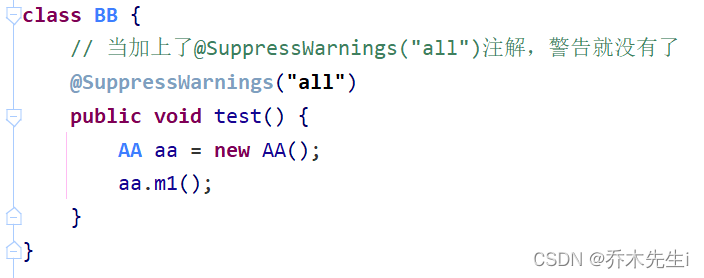 class BB {
    // 当加上了@SuppressWarnings("all")注解，警告就没有了
    @SuppressWarnings("all")
    public void test() {
        AA aa = new AA();
        aa.m1();
    }
}
CSDN @乔木先生i